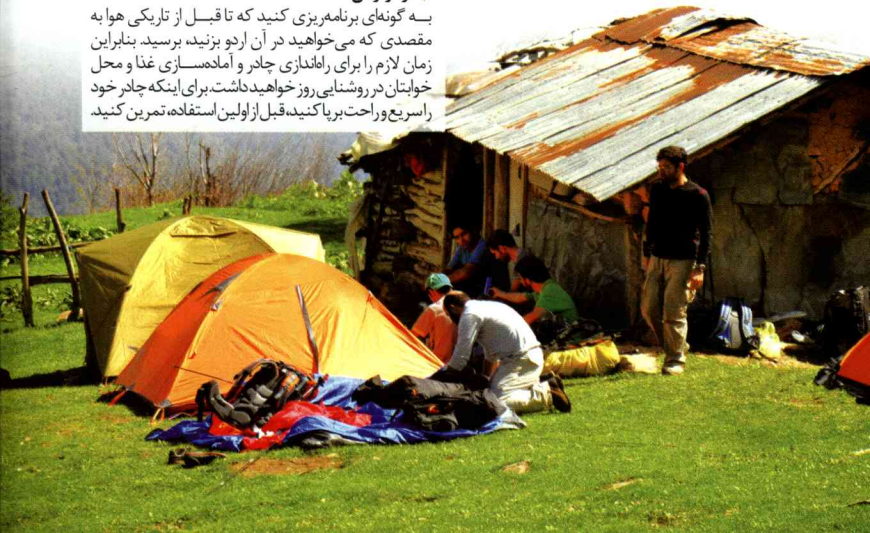 به گونه‌ای برنامه‌ریزی کنید که تا قبل از تاریکی هوا به
مقصدی که می‌خواهید در آن اردو بزنید، برسید. بنابراین
زمان لازم را برای راه‌اندازی چادر و آماده‌سازی غذا و محل
خوابتان در روشنایی روز خواهید داشت. برای اینکه چادر خود
را سریع و راحت برپا کنید، قبل از اولین استفاده، تمرین کنید.